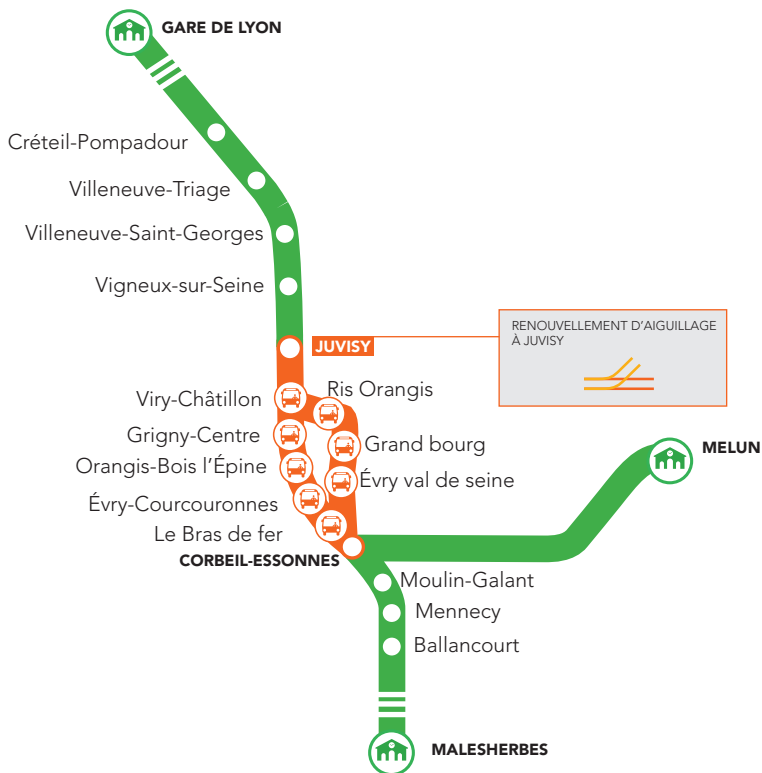 GARE DE LYON
Créteil-Pompadour
Villeneuve-Triage
Villeneuve-Saint-Georges
Vigneux-sur-Seine
RENOUVELLEMENT D'AIGUILLAGE
À JUVISY
JUVISY
Ris Orangis
Viry-Châtillon
Grigny-Centre
Grand bourg
MELUN
Orangis-Bois l'Épine
Évry val de seine
Évry-Courcouronnes
Le Bras de fer
CORBEIL-ESSONNES
Moulin-Galant
Mennecy
Ballancourt
MALESHERBES